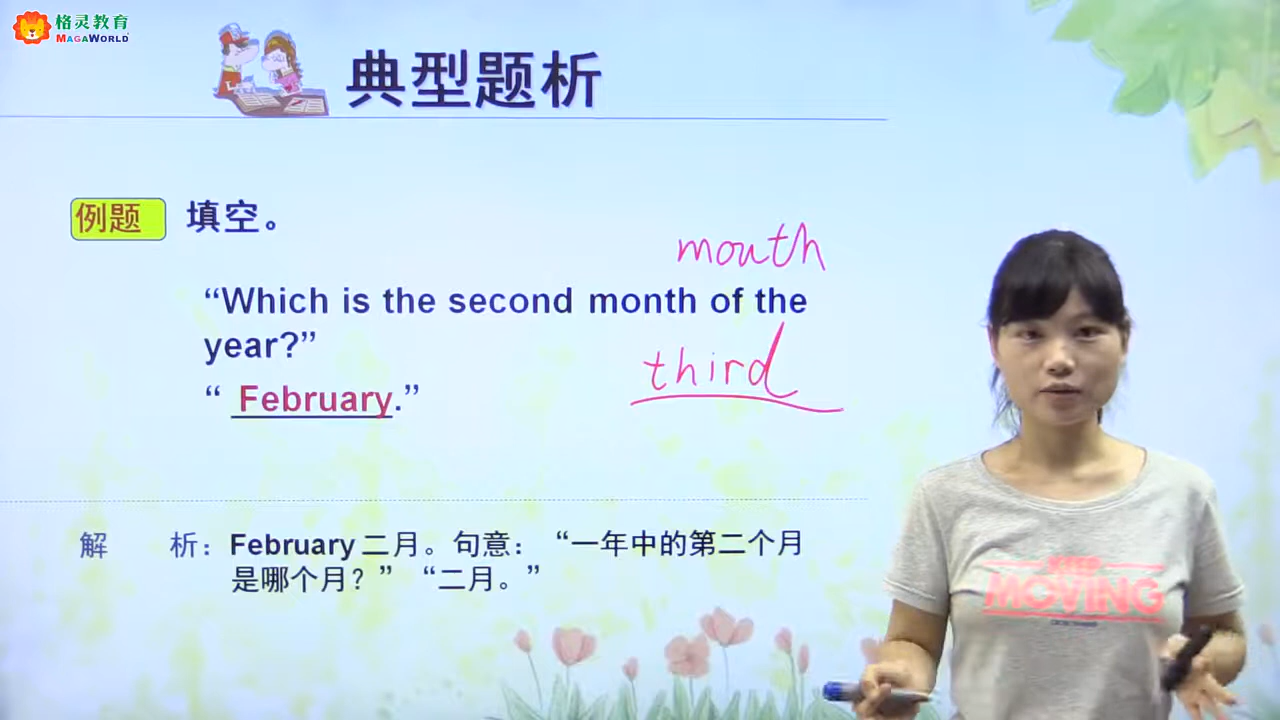 格灵教育
MAGAWORLD
典型题析
例题 填空。
mouth
“Which is the second month of the
year?”
third
“ February.”
解 析：February 二月。句意：“一年中的第二个月
是哪个月？” “二月。”
KEEP
MOVING